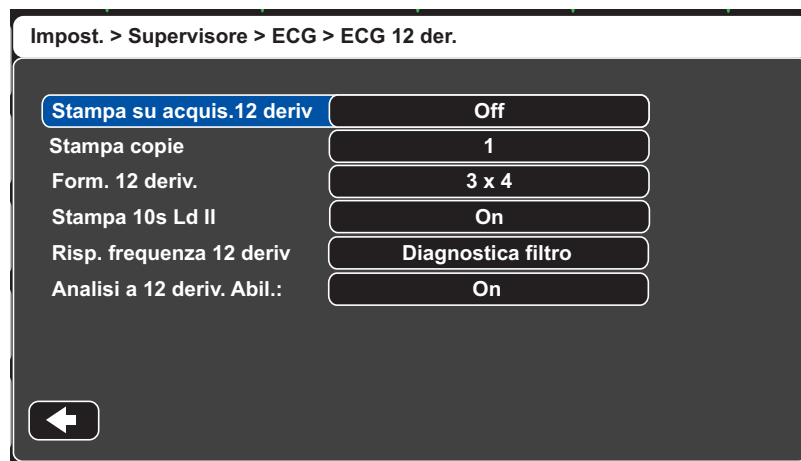 Impost. > Supervisore > ECG > ECG 12 der.
Stampa su acquis.12 deriv Off
Stampa copie 1
Form. 12 deriv. 3 x 4
Stampa 10s Ld II On
Risp. frequenza 12 deriv Diagnostica filtro
Analisi a 12 deriv. Abil.: On